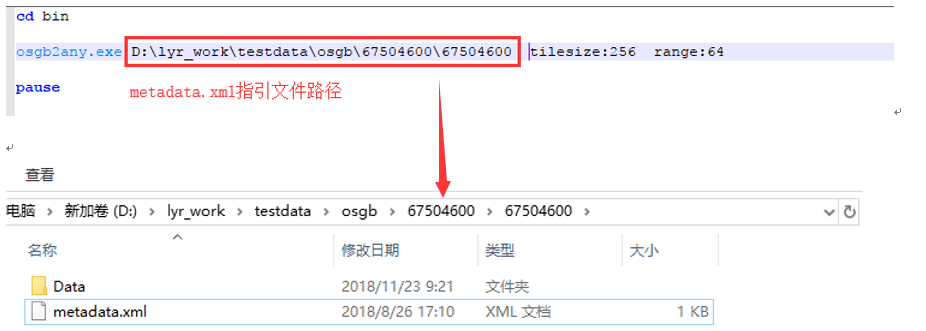 cd bin
osgb2any.exe D:\lyr_work\testdata\osgb\67504600\67504600 tilesize:256 range:64
pause
metadata.xml指引文件路径
查看
电脑 › 新加卷 (D:) › lyr_work › testdata › osgb › 67504600 › 67504600 ›
名称 修改日期 类型 大小
Data 2018/11/23 9:21 文件夹
metadata.xml 2018/8/26 17:10 XML 文档 1 KB